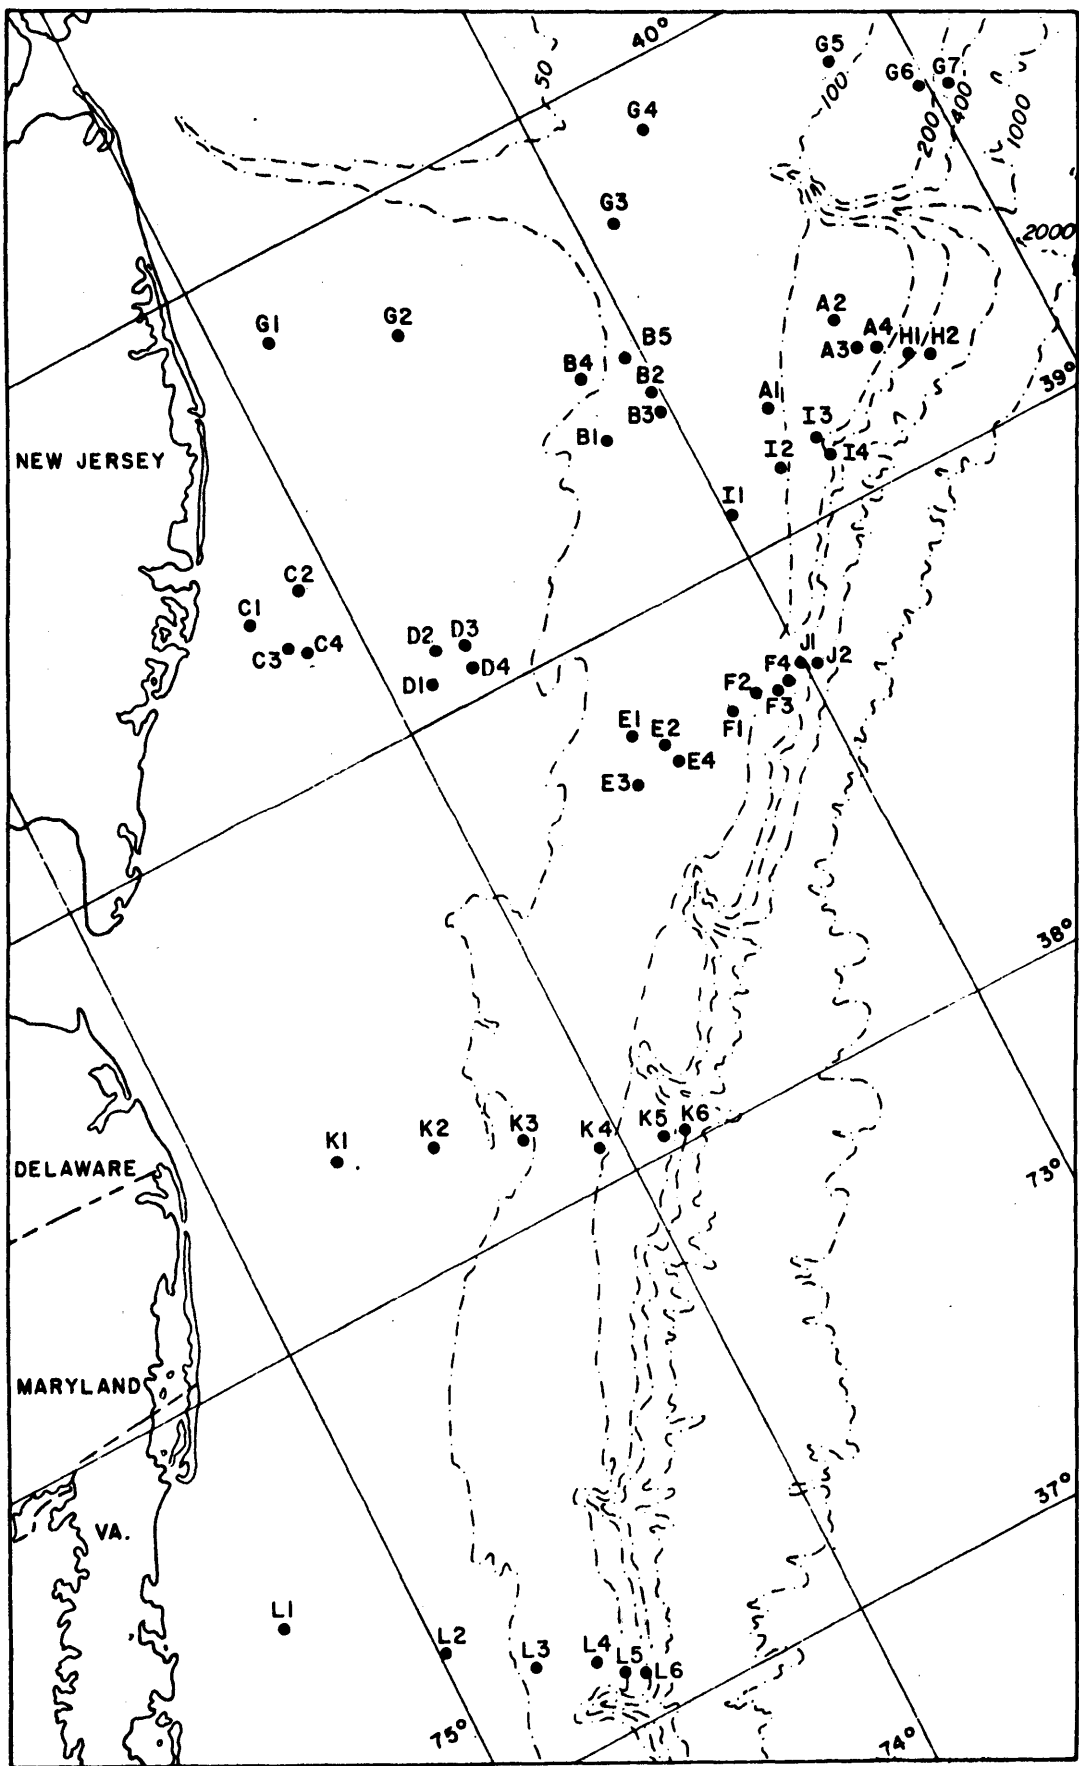 40°
50
G5
100
G6
G7
200
400
1000
G4
G3
2000
G1
G2
A2
A4
A3
H1
H2
B5
B4
B2
B3
B1
39°
A1
I3
I2
I4
I1
NEW JERSEY
C2
C1
C3
C4
D2
D3
D4
D1
J1
J2
F4
F2
F3
F1
E1
E2
E4
E3
38°
K1
K2
K3
K4
K5
K6
DELAWARE
73°
MARYLAND
37°
VA.
L1
L2
L3
L4
L5
L6
75°
74°